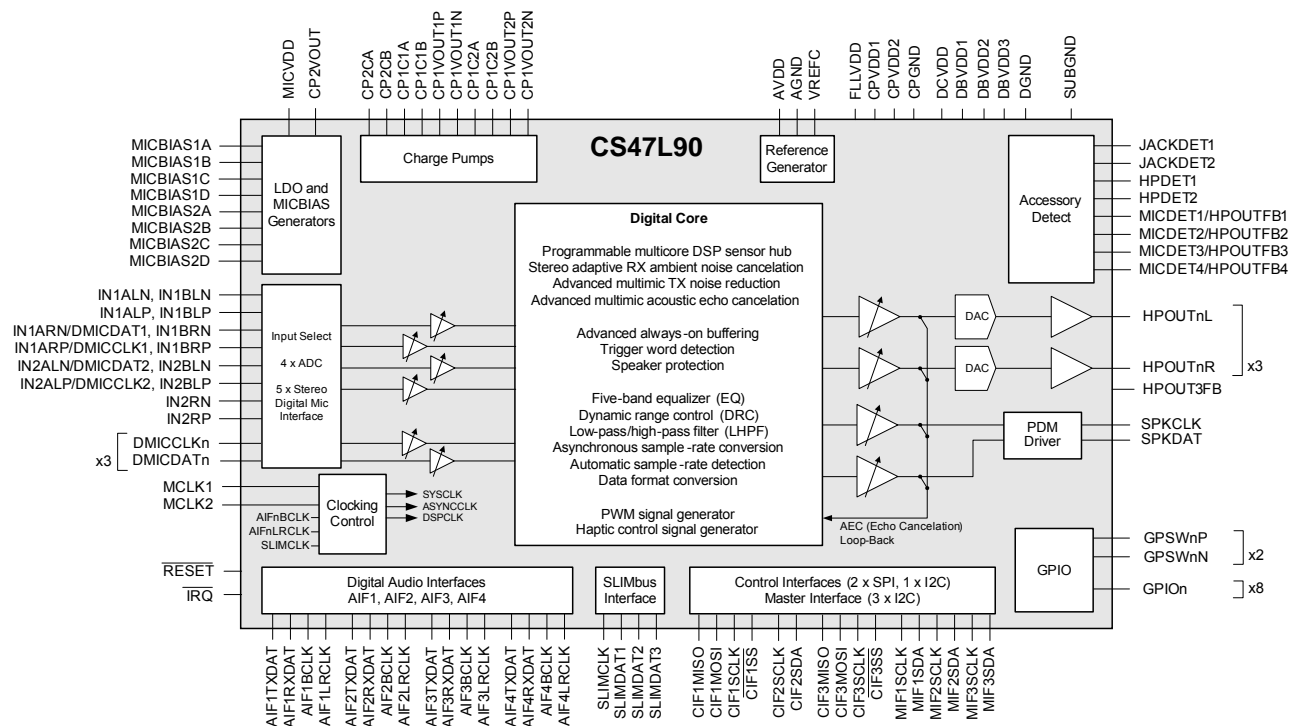 MICVDD
CP2VOUT
CP2CA
CP2CB
CP1C1A
CP1C1B
CP1VOUT1P
CP1VOUT1N
CP1C2A
CP1C2B
CP1VOUT2P
CP1VOUT2N
AVDD
AGND
VREFC
FLLVDD
CPVDD1
CPVDD2
CPGND
DCVDD
DBVDD1
DBVDD2
DBVDD3
DGND
SUBGND
CS47L90
MICBIAS1A
MICBIAS1B
MICBIAS1C
MICBIAS1D
MICBIAS2A
MICBIAS2B
MICBIAS2C
MICBIAS2D
LDO and
MICBIAS
Generators
Charge Pumps
Reference
Generator
Accessory
Detect
JACKDET1
JACKDET2
HPDET1
HPDET2
MICDET1/HPOUTFB1
MICDET2/HPOUTFB2
MICDET3/HPOUTFB3
MICDET4/HPOUTFB4
IN1ALN, IN1BLN
IN1ALP, IN1BLP
IN1ARN/DMICDAT1, IN1BRN
IN1ARP/DMICCLK1, IN1BRP
IN2ALN/DMICDAT2, IN2BLN
IN2ALP/DMICCLK2, IN2BLP
IN2RN
IN2RP
DMICCLKn
x3
DMICDATn
Input Select
4 x ADC
5 x Stereo
Digital Mic
Interface
Digital Core
Programmable multicore DSP sensor hub
Stereo adaptive RX ambient noise cancelation
Advanced multimic TX noise reduction
Advanced multimic acoustic echo cancelation
Advanced always-on buffering
Trigger word detection
Speaker protection
Five-band equalizer (EQ)
Dynamic range control (DRC)
Low-pass/high-pass filter (LHPF)
Asynchronous sample-rate conversion
Automatic sample-rate detection
Data format conversion
PWM signal generator
Haptic control signal generator
DAC
HPOUTnL
DAC
HPOUTnR
x3
HPOUT3FB
PDM
Driver
SPKCLK
SPKDAT
AEC (Echo Cancelation)
Loop-Back
MCLK1
MCLK2
AIFnBCLK
AIFnLRCLK
SLIMCLK
Clocking
Control
SYSCLK
ASYNCCLK
DSPCLK
GPIO
GPSWnP
GPSWnN
x2
GPIOn
x8
RESET
IRQ
Digital Audio Interfaces
AIF1, AIF2, AIF3, AIF4
SLIMbus
Interface
Control Interfaces (2 x SPI, 1 x I2C)
Master Interface (3 x I2C)
AIF1TXDAT
AIF1RXDAT
AIF1BCLK
AIF1LRCLK
AIF2TXDAT
AIF2RXDAT
AIF2BCLK
AIF2LRCLK
AIF3TXDAT
AIF3RXDAT
AIF3BCLK
AIF3LRCLK
AIF4TXDAT
AIF4RXDAT
AIF4BCLK
AIF4LRCLK
SLIMCLK
SLIMDAT1
SLIMDAT2
SLIMDAT3
CIF1MISO
CIF1MOSI
CIF1SCLK
CIF1SS
CIF2SCLK
CIF2SDA
CIF3MISO
CIF3MOSI
CIF3SCLK
CIF3SS
MIF1SCLK
MIF1SDA
MIF2SCLK
MIF2SDA
MIF3SCLK
MIF3SDA